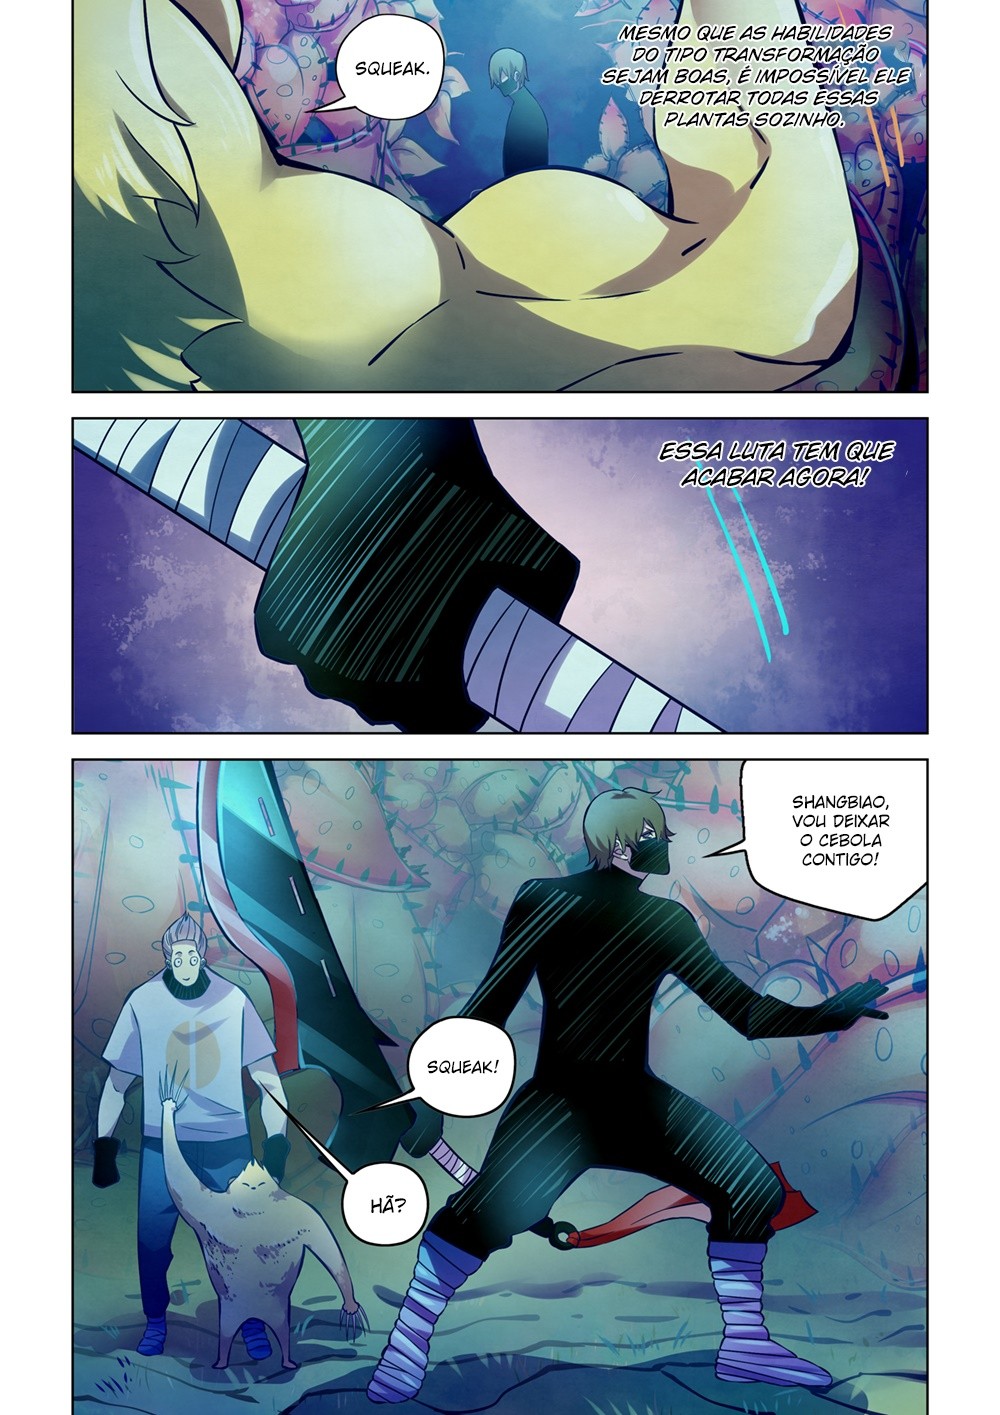 SQUEAK.
MESMO QUE AS HABILIDADES
DO TIPO TRANSFORMAÇÃO
SEJAM BOAS, É IMPOSSÍVEL ELE
DERROTAR TODAS ESSAS
PLANTAS SOZINHO.
ESSA LUTA TEM QUE
ACABAR AGORA!
SHANGBIAO,
VOU DEIXAR
O CEBOLA
CONTIGO!
SQUEAK!
HÃ?